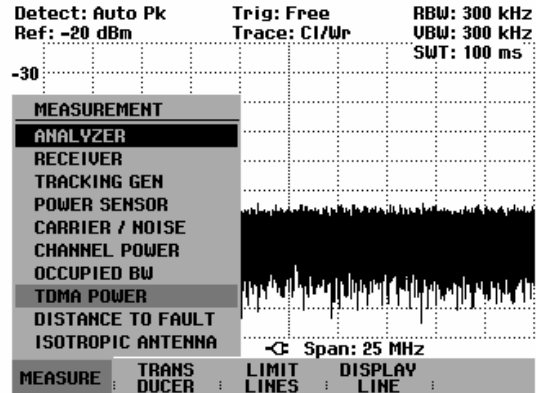 Detect: Auto Pk Trig: Free RBW: 300 kHz
Ref: -20 dBm Trace: Cl/Wr VBW: 300 kHz
SWT: 100 ms
-30
MEASUREMENT
ANALYZER
RECEIVER
TRACKING GEN
POWER SENSOR
CARRIER / NOISE
CHANNEL POWER
OCCUPIED BW
TDMA POWER
DISTANCE TO FAULT
ISOTROPIC ANTENNA
Span: 25 MHz
MEASURE TRANS DUCER LIMIT LINES DISPLAY LINE